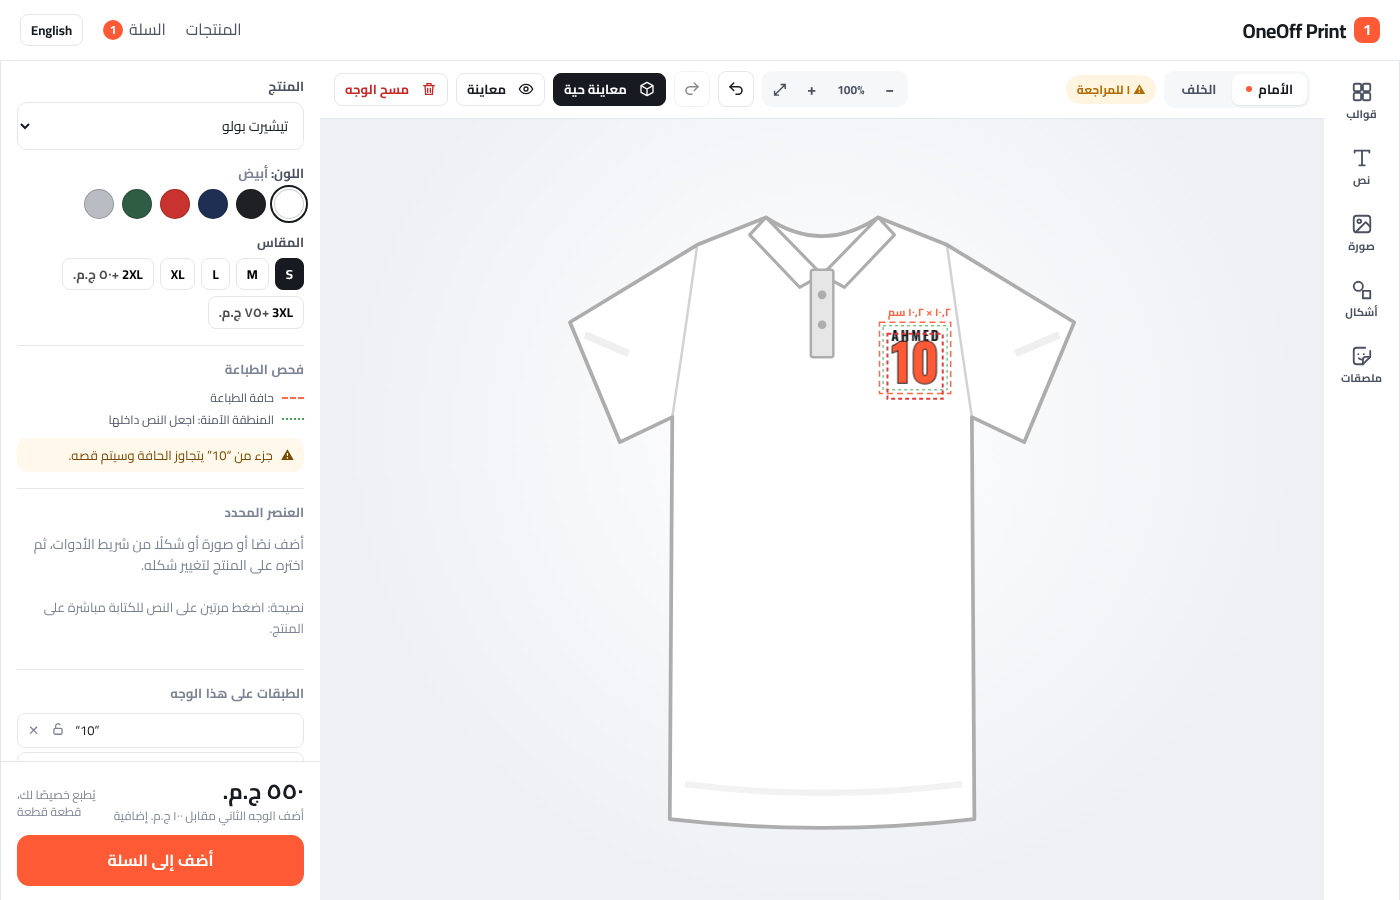 1 OneOff Print
المنتجات
السلة 1
English
قوالب
نص
صورة
أشكال
ملصقات
الأمام
الخلف
١ للمراجعة
− 100% +
معاينة حية
معاينة
مسح الوجه
١٠٫٢ × ١٠٫٢ سم
AHMED
10
المنتج
تيشيرت بولو
اللون: أبيض
المقاس
S
M
L
XL
2XL +٥٠ ج.م.
3XL +٧٥ ج.م.
فحص الطباعة
حافة الطباعة
المنطقة الآمنة: اجعل النص داخلها
جزء من “10” يتجاوز الحافة وسيتم قصه.
العنصر المحدد
أضف نصًا أو صورة أو شكلًا من شريط الأدوات، ثم
اختره على المنتج لتغيير شكله.
نصيحة: اضغط مرتين على النص للكتابة مباشرة على
المنتج.
الطبقات على هذا الوجه
“10”
٥٥٠ ج.م.
أضف الوجه الثاني مقابل ١٠٠ ج.م. إضافية
يُطبع خصيصًا لك،
قطعة قطعة
أضف إلى السلة